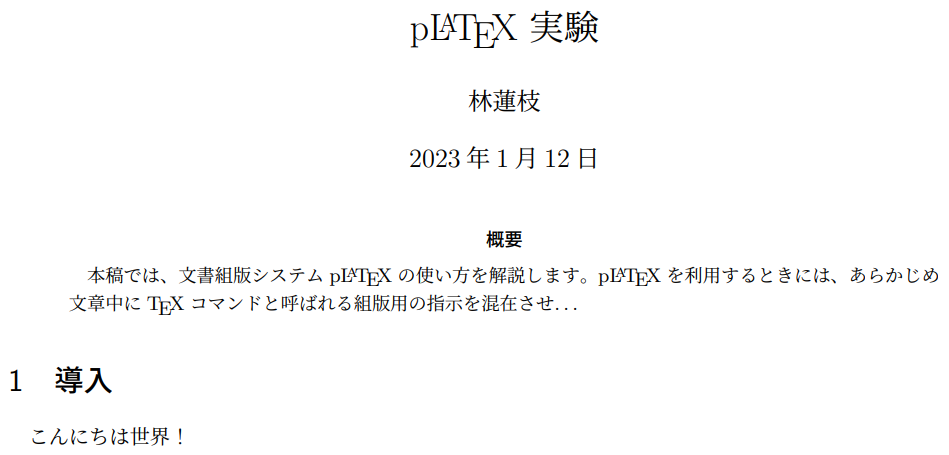 pLATEX 実験
林蓮枝
2023 年 1 月 12 日
概要
本稿では、文書組版システム pLATEX の使い方を解説します。pLATEX を利用するときには、あらかじめ
文章中に TEX コマンドと呼ばれる組版用の指示を混在させ...
1 導入
こんにちは世界！